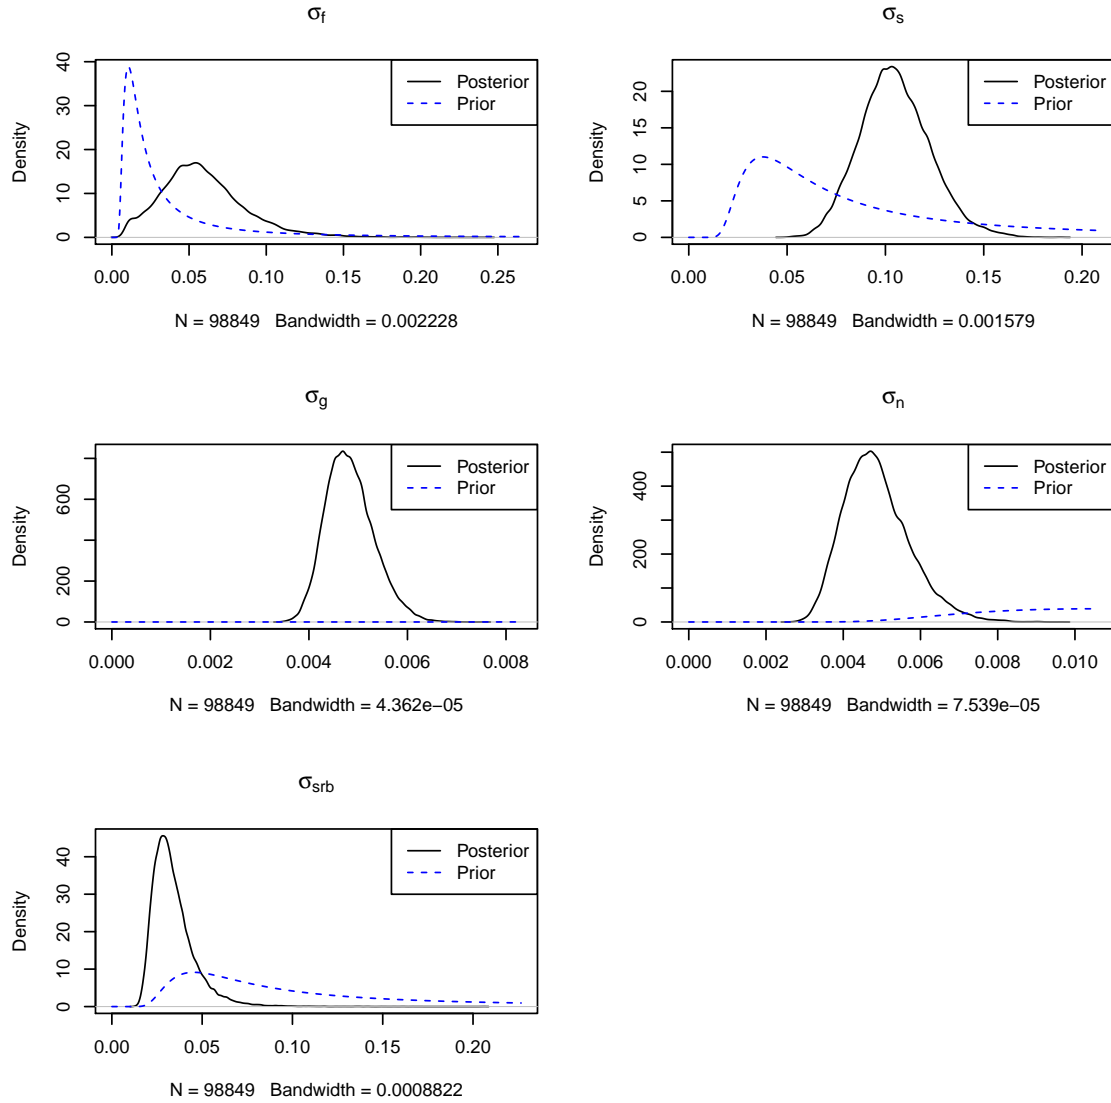 σf
Density
0 10 20 30 40
0.00 0.05 0.10 0.15 0.20 0.25
Posterior
Prior
N = 98849 Bandwidth = 0.002228
σs
Density
0 5 10 15 20
0.00 0.05 0.10 0.15 0.20
Posterior
Prior
N = 98849 Bandwidth = 0.001579
σg
Density
0 200 600
0.000 0.002 0.004 0.006 0.008
Posterior
Prior
N = 98849 Bandwidth = 4.362e−05
σn
Density
0 200 400
0.000 0.002 0.004 0.006 0.008 0.010
Posterior
Prior
N = 98849 Bandwidth = 7.539e−05
σsrb
Density
0 10 20 30 40
0.00 0.05 0.10 0.15 0.20
Posterior
Prior
N = 98849 Bandwidth = 0.0008822